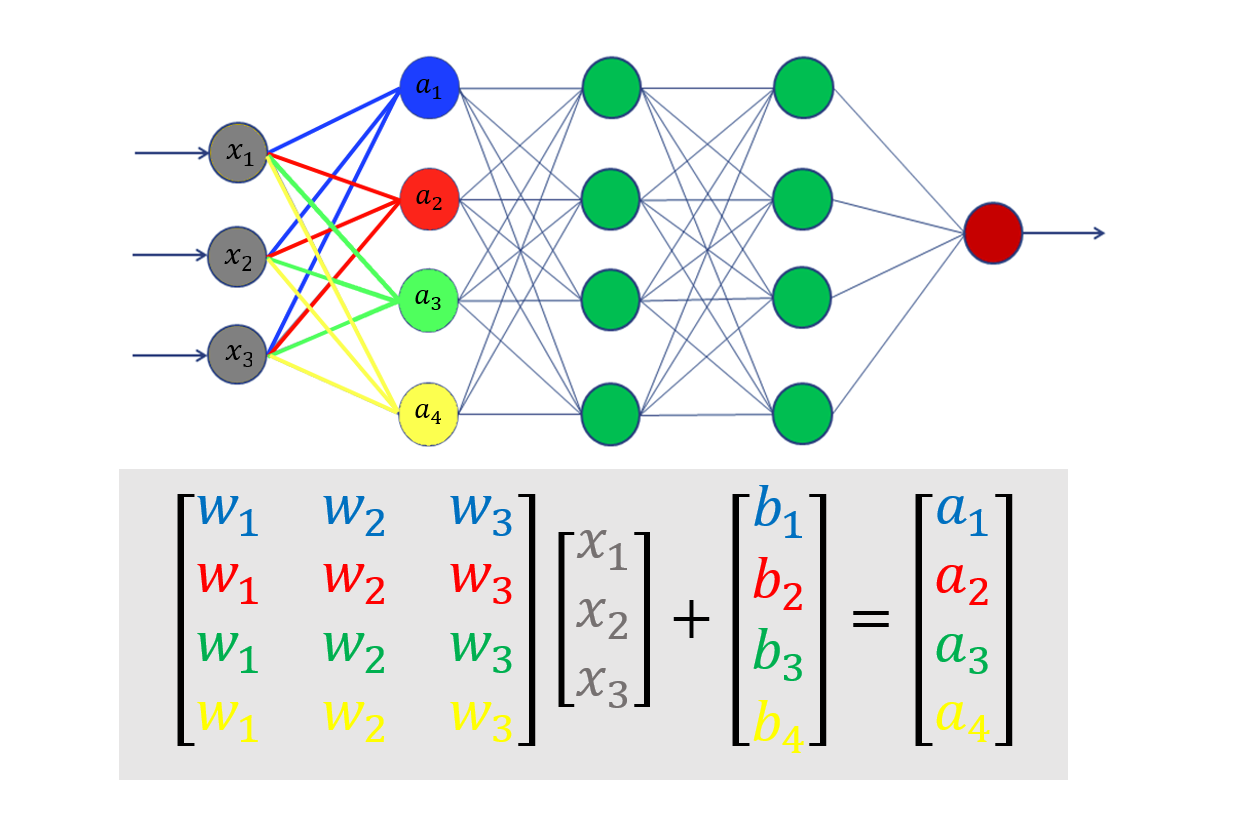 x₁ a₁
x₂ a₂
x₃ a₃
a₄
w₁ w₂ w₃ x₁ b₁ a₁
w₁ w₂ w₃ x₂ + b₂ = a₂
w₁ w₂ w₃ x₃ b₃ a₃
w₁ w₂ w₃ b₄ a₄